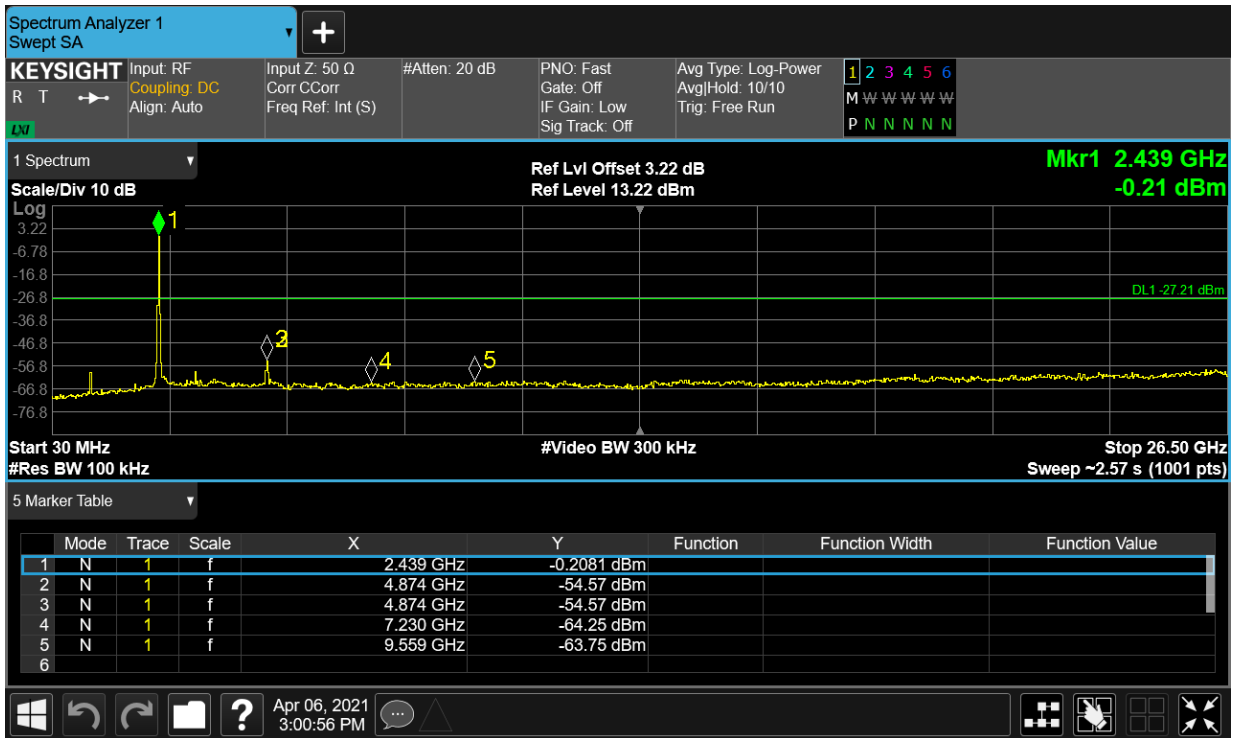 Spectrum Analyzer 1
Swept SA
KEYSIGHT
R T
LXI
Input: RF
Coupling: DC
Align: Auto
Input Z: 50 Ω
Corr CCorr
Freq Ref: Int (S)
#Atten: 20 dB
PNO: Fast
Gate: Off
IF Gain: Low
Sig Track: Off
Avg Type: Log-Power
Avg|Hold: 10/10
Trig: Free Run
1 2 3 4 5 6
M W W W W W
P N N N N N
1 Spectrum
Scale/Div 10 dB
Ref Lvl Offset 3.22 dB
Ref Level 13.22 dBm
Mkr1 2.439 GHz
-0.21 dBm
Log
3.22
-6.78
-16.8
-26.8
-36.8
-46.8
-56.8
-66.8
-76.8
1
3
4
5
DL1 -27.21 dBm
Start 30 MHz
#Res BW 100 kHz
#Video BW 300 kHz
Stop 26.50 GHz
Sweep ~2.57 s (1001 pts)
5 Marker Table
Mode Trace Scale X Y Function Function Width Function Value
1 N 1 f 2.439 GHz -0.2081 dBm
2 N 1 f 4.874 GHz -54.57 dBm
3 N 1 f 4.874 GHz -54.57 dBm
4 N 1 f 7.230 GHz -64.25 dBm
5 N 1 f 9.559 GHz -63.75 dBm
6
?
Apr 06, 2021
3:00:56 PM